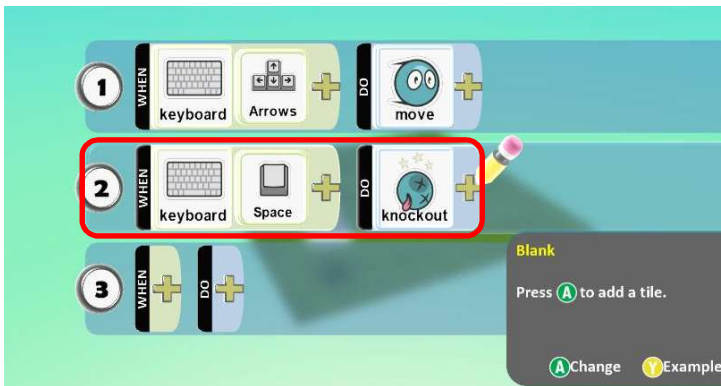 1
WHEN
keyboard
Arrows
DO
move
2
WHEN
keyboard
Space
DO
knockout
3
WHEN
DO
Blank
Press A to add a tile.
A Change
Y Example